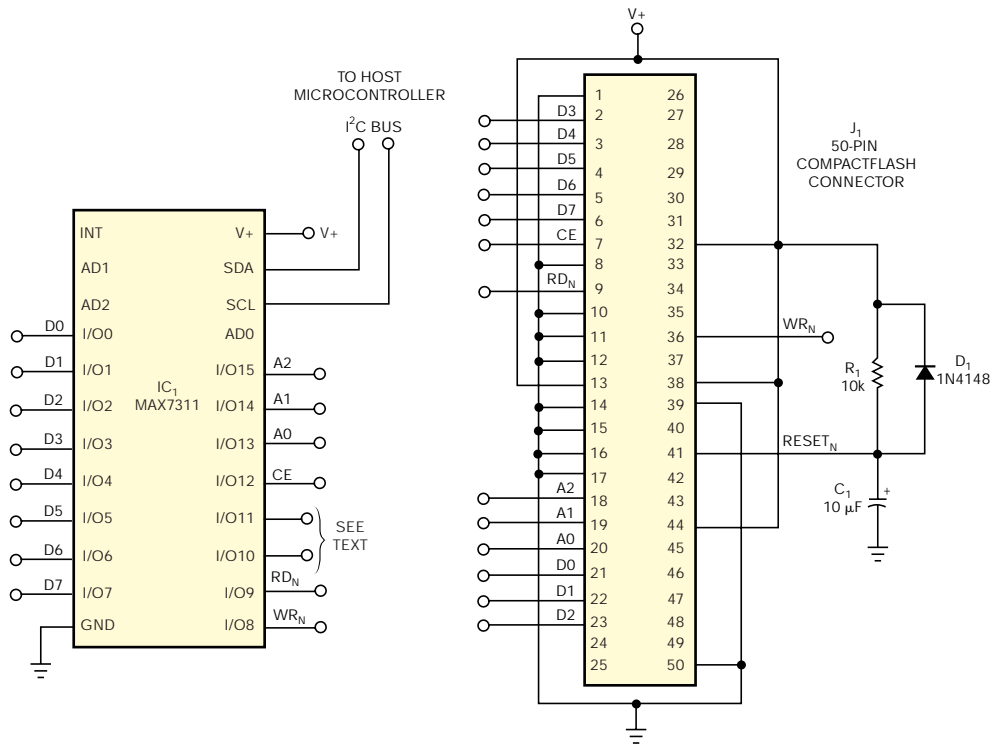 TO HOST
MICROCONTROLLER
I²C BUS
INT
AD1
AD2
D0 I/O0
D1 I/O1
D2 I/O2
D3 I/O3
D4 I/O4
D5 I/O5
D6 I/O6
D7 I/O7
GND
IC₁
MAX7311
V+ V+
SDA
SCL
AD0
I/O15 A2
I/O14 A1
I/O13 A0
I/O12 CE
I/O11
I/O10
SEE
TEXT
I/O9 RD_N
I/O8 WR_N
V+
1
D3 2
D4 3
D5 4
D6 5
D7 6
CE 7
8
RD_N 9
10
11
12
13
14
15
16
17
A2 18
A1 19
A0 20
D0 21
D1 22
D2 23
24
25
26
27
28
29
30
31
32
33
34
35
36 WR_N
37
38
39
40
41 RESET_N
42
43
44
45
46
47
48
49
50
J₁
50-PIN
COMPACTFLASH
CONNECTOR
R₁
10k
D₁
1N4148
C₁
10 µF
+